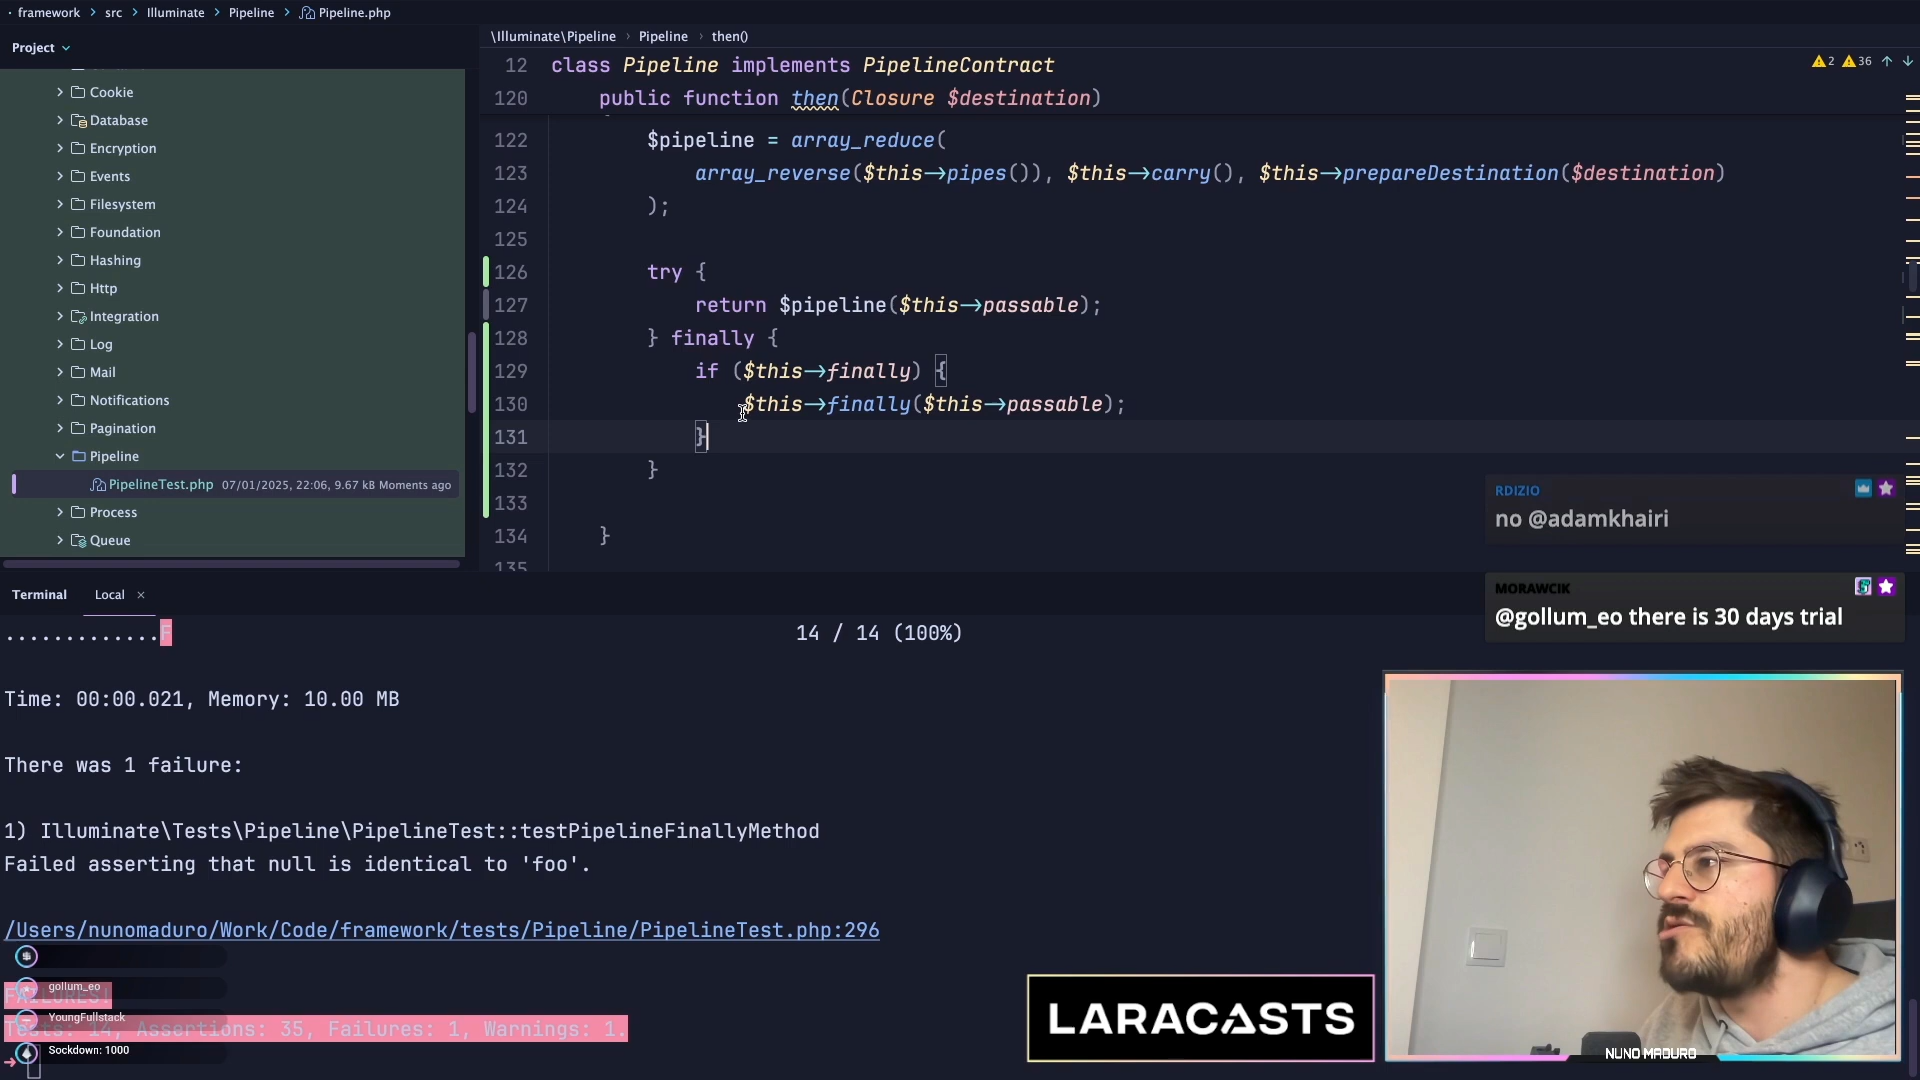 framework > src > Illuminate > Pipeline > Pipeline.php
Project
Cookie
Database
Encryption
Events
Filesystem
Foundation
Hashing
Http
Integration
Log
Mail
Notifications
Pagination
Pipeline
PipelineTest.php 07/01/2025, 22:06, 9.67 kB Moments ago
Process
Queue
\Illuminate\Pipeline > Pipeline > then()
2 36
12 class Pipeline implements PipelineContract
120 public function then(Closure $destination)
122 $pipeline = array_reduce(
123 array_reverse($this->pipes()), $this->carry(), $this->prepareDestination($destination)
124 );
125
126 try {
127 return $pipeline($this->passable);
128 } finally {
129 if ($this->finally) {
130 $this->finally($this->passable);
131 }
132 }
133
134 }
135
RDIZIO
no @adamkhairi
MORAWCIK
@gollum_eo there is 30 days trial
Terminal Local ×
.............F 14 / 14 (100%)
Time: 00:00.021, Memory: 10.00 MB
There was 1 failure:
1) Illuminate\Tests\Pipeline\PipelineTest::testPipelineFinallyMethod
Failed asserting that null is identical to 'foo'.
/Users/nunomaduro/Work/Code/framework/tests/Pipeline/PipelineTest.php:296
FAILURES!
Tests: 14, Assertions: 35, Failures: 1, Warnings: 1.
gollum_eo
YoungFullstack
Sockdown: 1000
LARACASTS
NUNO MADURO